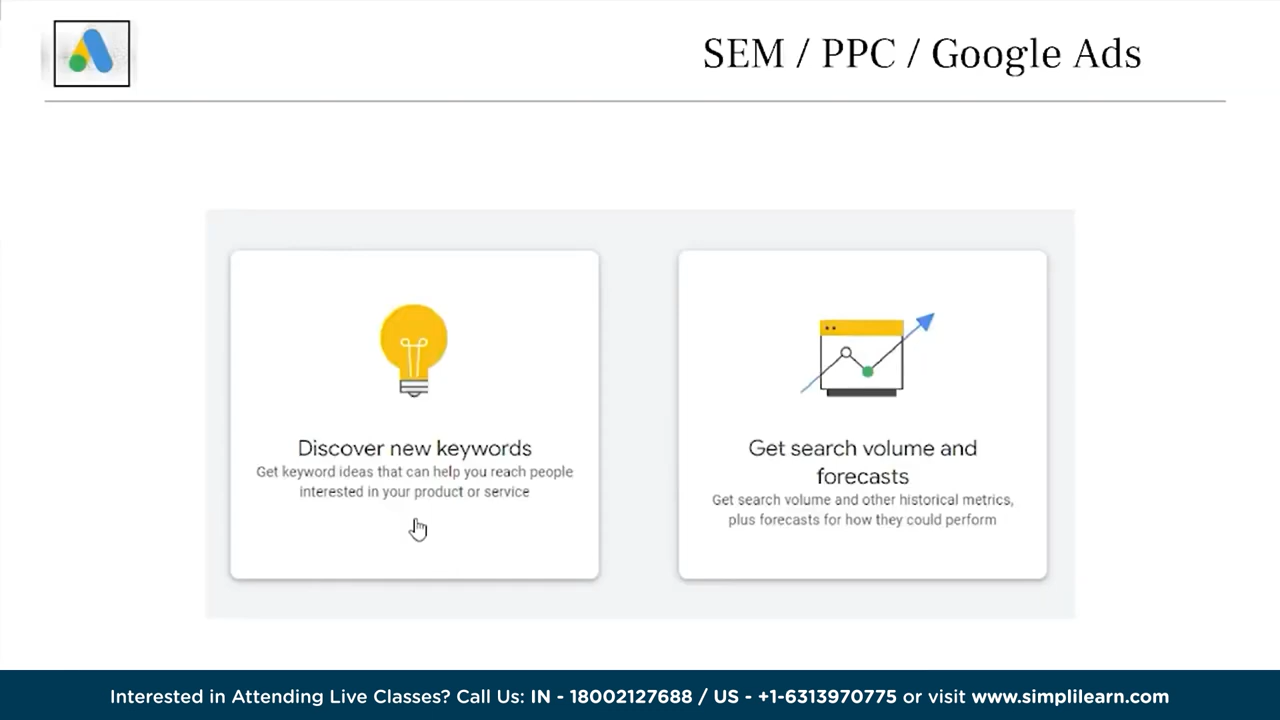 SEM / PPC / Google Ads
Discover new keywords
Get keyword ideas that can help you reach people
interested in your product or service
Get search volume and
forecasts
Get search volume and other historical metrics,
plus forecasts for how they could perform
Interested in Attending Live Classes? Call Us: IN - 18002127688 / US - +1-6313970775 or visit www.simplilearn.com